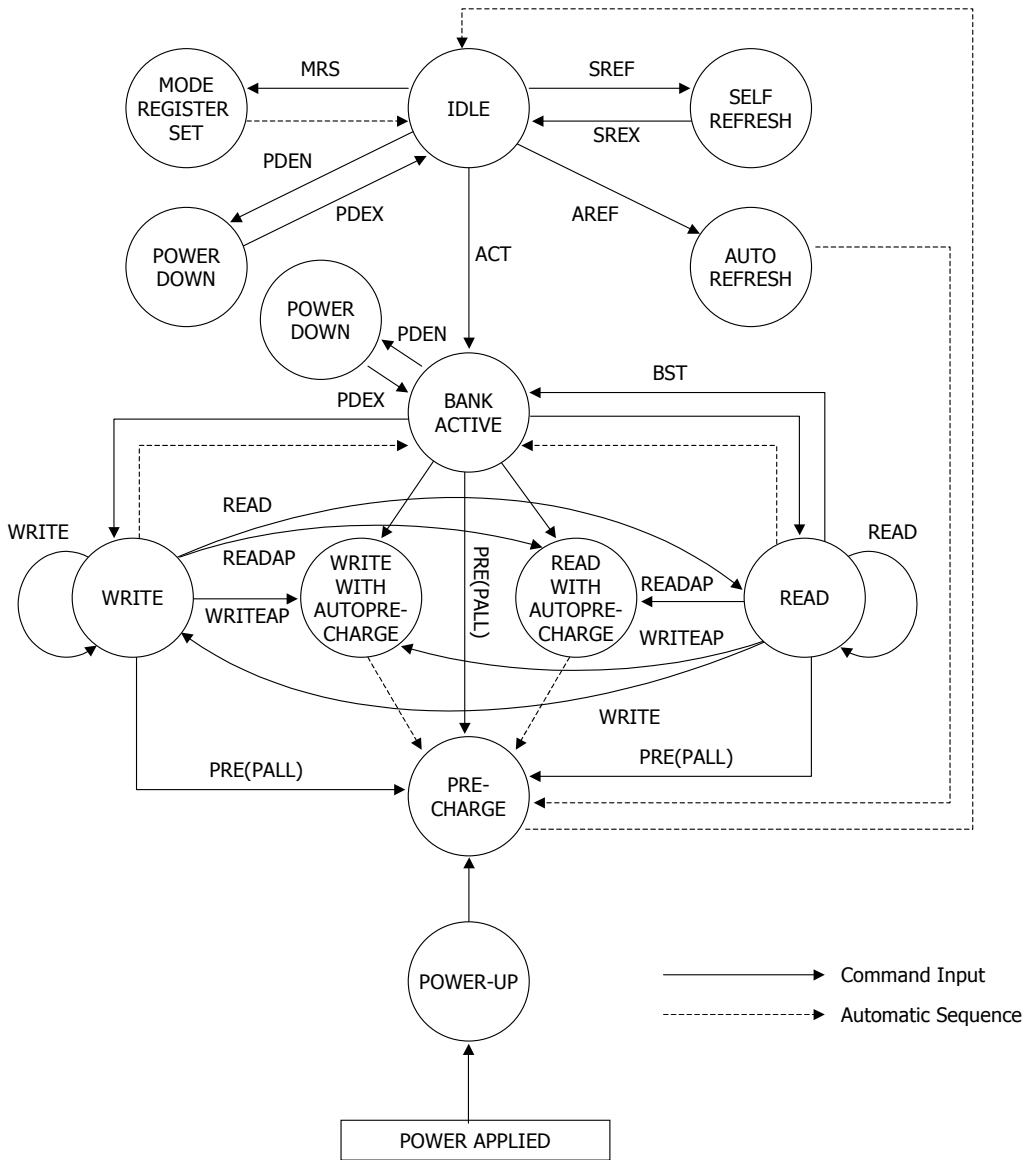 MRS
SREF
MODE
REGISTER
SET
IDLE
SELF
REFRESH
SREX
PDEN
PDEX
AREF
POWER
DOWN
ACT
AUTO
REFRESH
POWER
DOWN
PDEN
PDEX
BST
BANK
ACTIVE
READ
WRITE
READ
READAP
WRITE
WRITEAP
WRITE
WITH
AUTOPRE-
CHARGE
PRE(PALL)
READ
WITH
AUTOPRE-
CHARGE
READAP
WRITEAP
READ
WRITE
PRE(PALL)
PRE(PALL)
PRE-
CHARGE
POWER-UP
Command Input
Automatic Sequence
POWER APPLIED